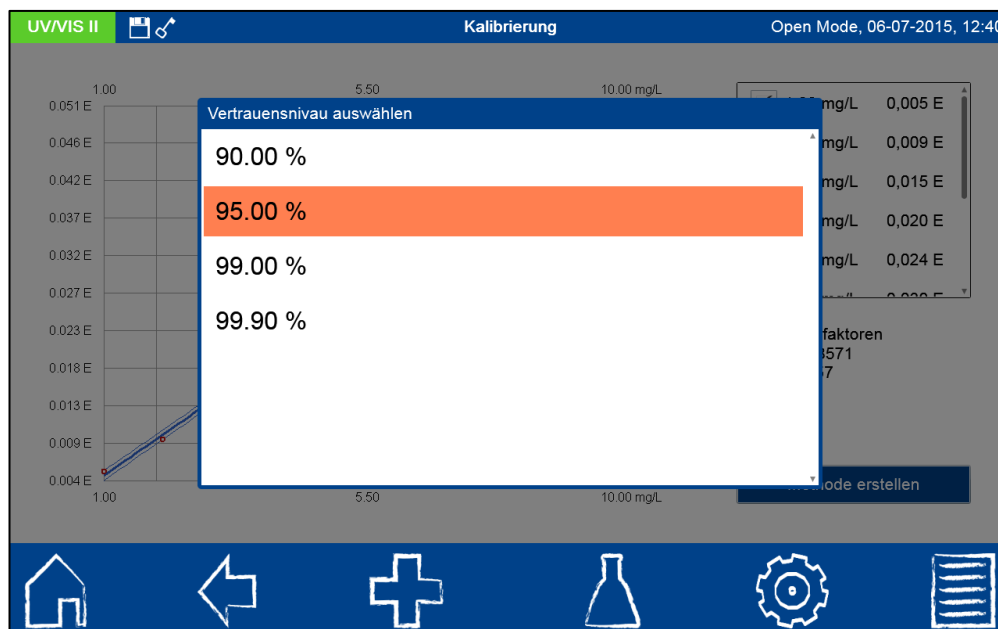 UV/VIS II
Kalibrierung
Open Mode, 06-07-2015, 12:40
1.00 5.50 10.00 mg/L
0.051 E
0.046 E
0.042 E
0.037 E
0.032 E
0.027 E
0.023 E
0.018 E
0.013 E
0.009 E
0.004 E
1.00 5.50 10.00 mg/L
Vertrauensnivau auswählen
90.00 %
95.00 %
99.00 %
99.90 %
mg/L 0,005 E
mg/L 0,009 E
mg/L 0,015 E
mg/L 0,020 E
mg/L 0,024 E
faktoren
3571
7
erstellen